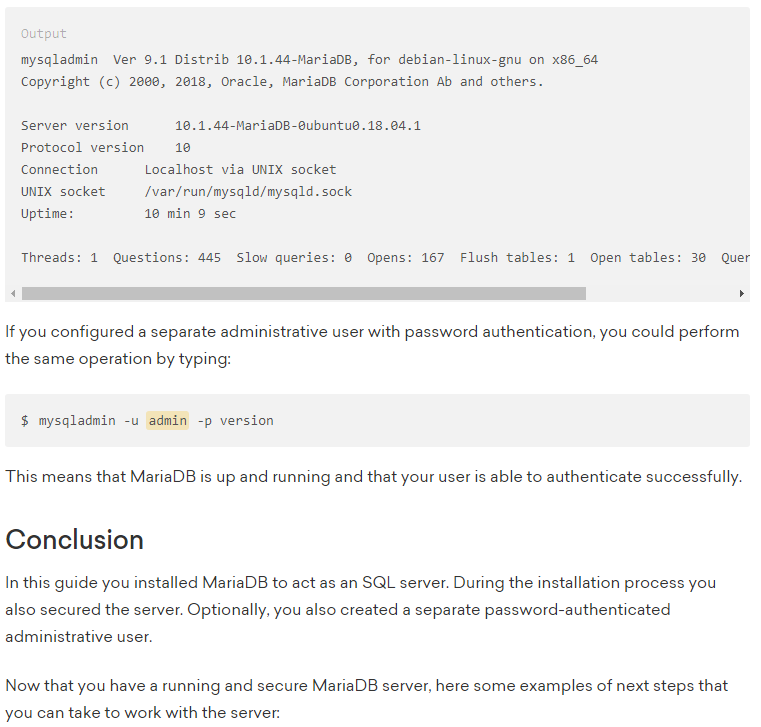 Output
mysqladmin  Ver 9.1 Distrib 10.1.44-MariaDB, for debian-linux-gnu on x86_64
Copyright (c) 2000, 2018, Oracle, MariaDB Corporation Ab and others.
Server version      10.1.44-MariaDB-0ubuntu0.18.04.1
Protocol version    10
Connection      Localhost via UNIX socket
UNIX socket     /var/run/mysqld/mysqld.sock
Uptime:         10 min 9 sec
Threads: 1  Questions: 445  Slow queries: 0  Opens: 167  Flush tables: 1  Open tables: 30
If you configured a separate administrative user with password authentication, you could perform
the same operation by typing:
$ mysqladmin -u admin -p version
This means that MariaDB is up and running and that your user is able to authenticate successfully.
Conclusion
In this guide you installed MariaDB to act as an SQL server. During the installation process you
also secured the server. Optionally, you also created a separate password-authenticated
administrative user.
Now that you have a running and secure MariaDB server, here some examples of next steps that
you can take to work with the server: